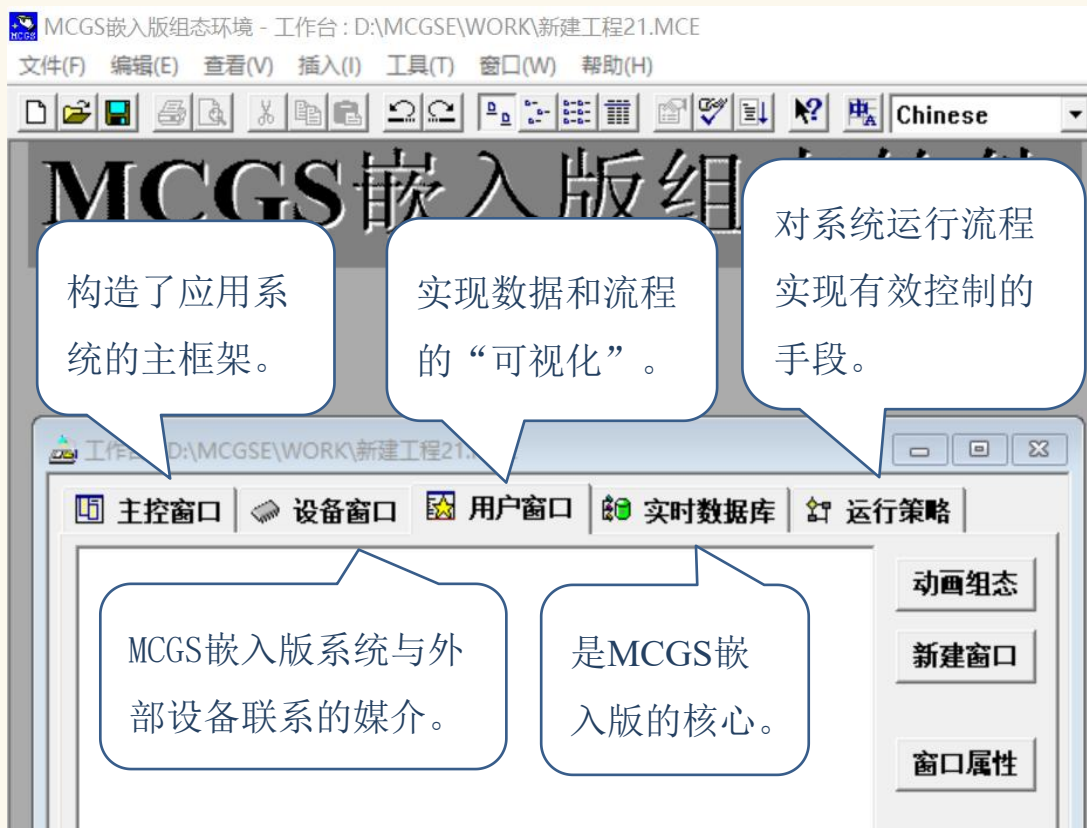 MCGS嵌入版组态环境 - 工作台 : D:\MCGSE\WORK\新建工程21.MCE
文件(F) 编辑(E) 查看(V) 插入(I) 工具(T) 窗口(W) 帮助(H)
Chinese
MCGS嵌入版组
构造了应用系
统的主框架。
实现数据和流程
的“可视化”。
对系统运行流程
实现有效控制的
手段。
工作 D:\MCGSE\WORK\新建工程21.
主控窗口 设备窗口 用户窗口 实时数据库 运行策略
MCGS嵌入版系统与外
部设备联系的媒介。
是MCGS嵌
入版的核心。
动画组态
新建窗口
窗口属性